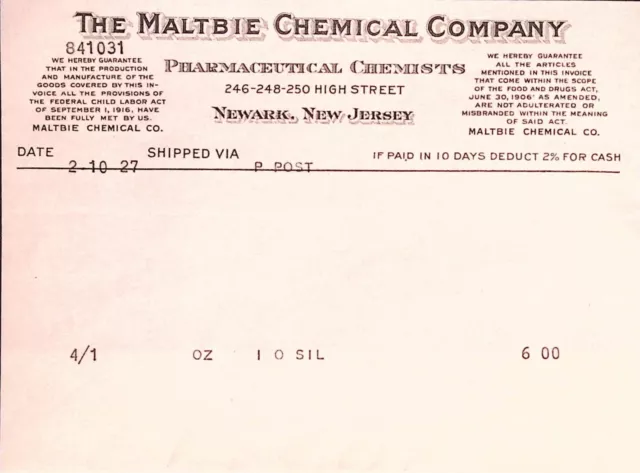 THE MALTBIE CHEMICAL COMPANY
841031
WE HEREBY GUARANTEE
THAT IN THE PRODUCTION
AND MANUFACTURE OF THE
GOODS COVERED BY THIS IN-
VOICE ALL THE PROVISIONS OF
THE FEDERAL CHILD LABOR ACT
OF SEPTEMBER 1, 1916, HAVE
BEEN FULLY MET BY US.
MALTBIE CHEMICAL CO.
PHARMACEUTICAL CHEMISTS
246-248-250 HIGH STREET
NEWARK, NEW JERSEY
WE HEREBY GUARANTEE
ALL THE ARTICLES
MENTIONED IN THIS INVOICE
THAT COME WITHIN THE SCOPE
OF THE FOOD AND DRUGS ACT,
JUNE 30, 1906' AS AMENDED,
ARE NOT ADULTERATED OR
MISBRANDED WITHIN THE MEANING
OF SAID ACT.
MALTBIE CHEMICAL CO.
DATE 2-10 27 SHIPPED VIA P POST IF PAID IN 10 DAYS DEDUCT 2% FOR CASH
4/1 OZ I O SIL 6 00